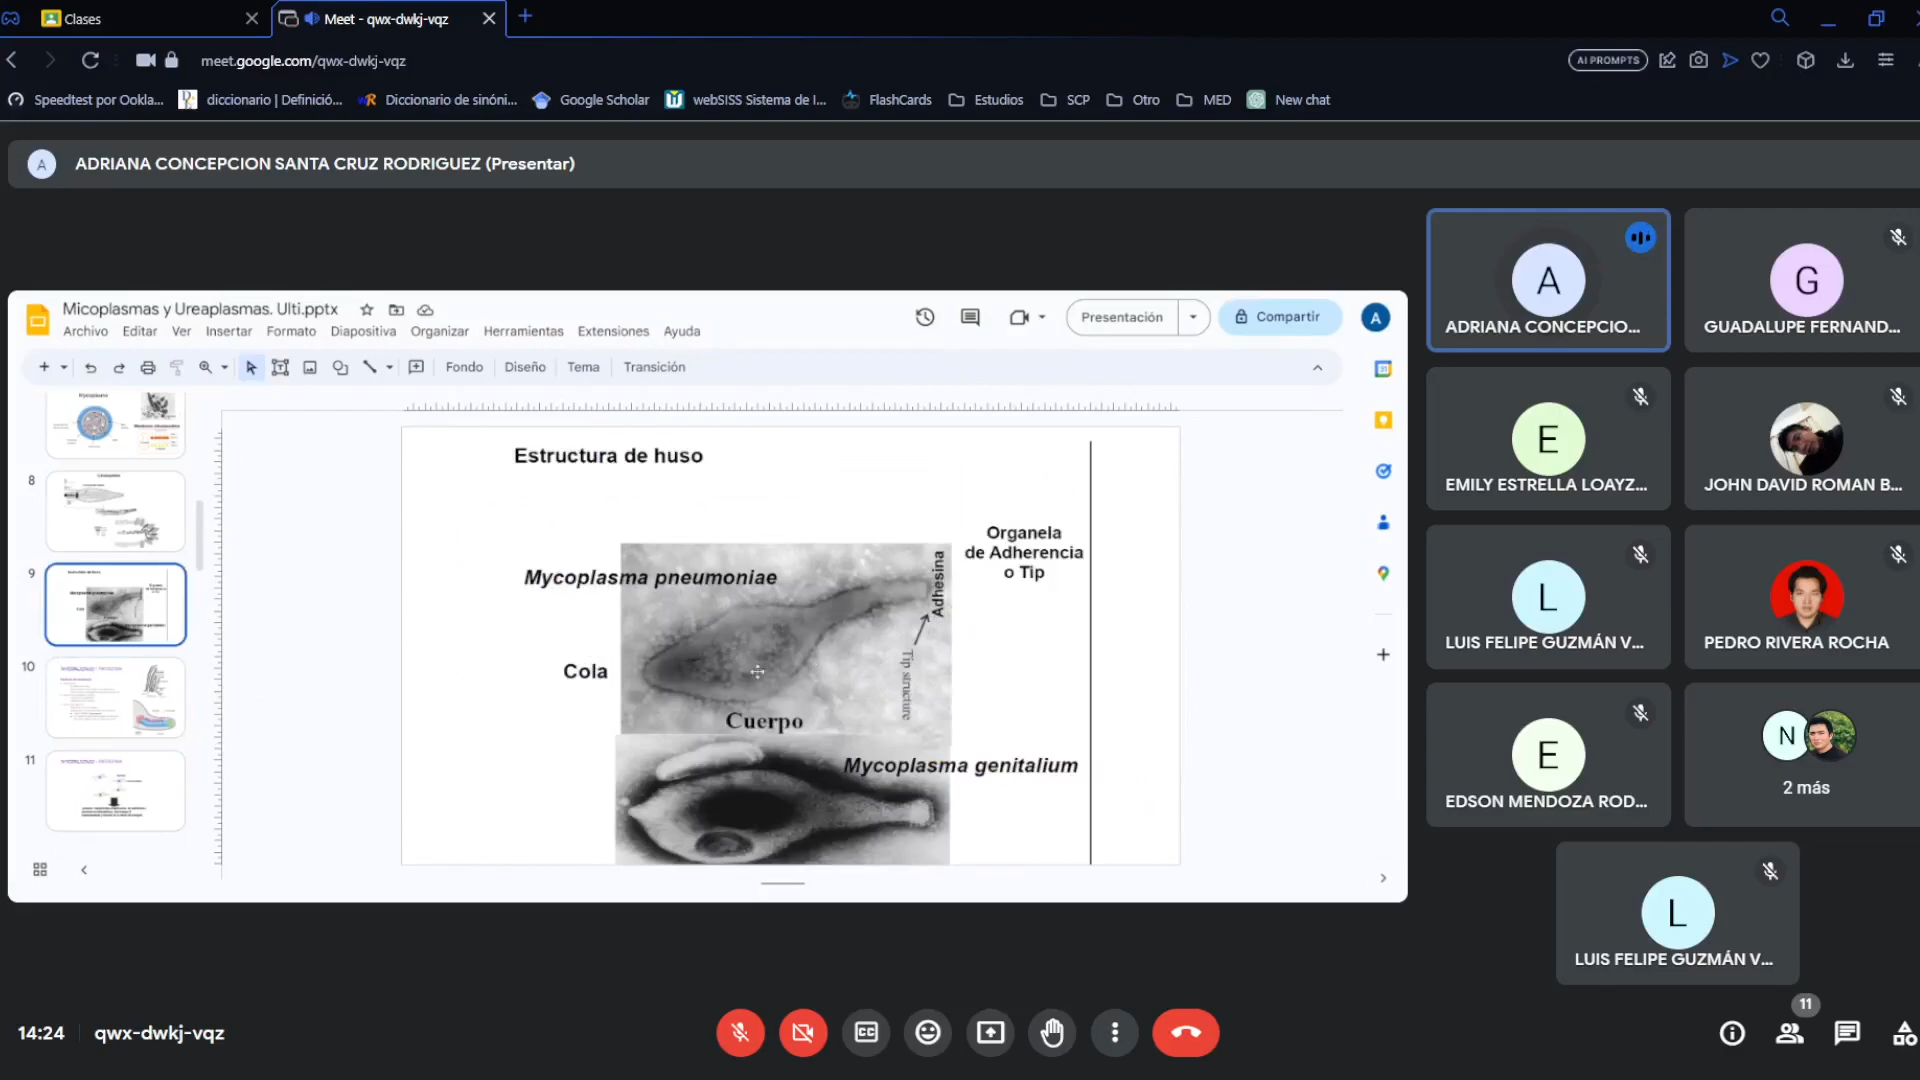 Clases
Meet - qwx-dwkj-vqz
meet.google.com/qwx-dwkj-vqz
AI PROMPTS
Speedtest por Ookla...
diccionario | Definició...
Diccionario de sinóni...
Google Scholar
webSISS Sistema de I...
FlashCards
Estudios
SCP
Otro
MED
New chat
A
ADRIANA CONCEPCION SANTA CRUZ RODRIGUEZ (Presentar)
Micoplasmas y Ureaplasmas. Ulti.pptx
Archivo Editar Ver Insertar Formato Diapositiva Organizar Herramientas Extensiones Ayuda
Presentación
Compartir
A
Fondo Diseño Tema Transición
8
9
10
11
Estructura de huso
Organela
de Adherencia
o Tip
Mycoplasma pneumoniae
Adhesina
Tip structure
Cola
Cuerpo
Mycoplasma genitalium
A
ADRIANA CONCEPCIO...
G
GUADALUPE FERNAND...
E
EMILY ESTRELLA LOAYZ...
JOHN DAVID ROMAN B...
L
LUIS FELIPE GUZMÁN V...
PEDRO RIVERA ROCHA
E
EDSON MENDOZA ROD...
N
2 más
L
LUIS FELIPE GUZMÁN V...
14:24
qwx-dwkj-vqz
11